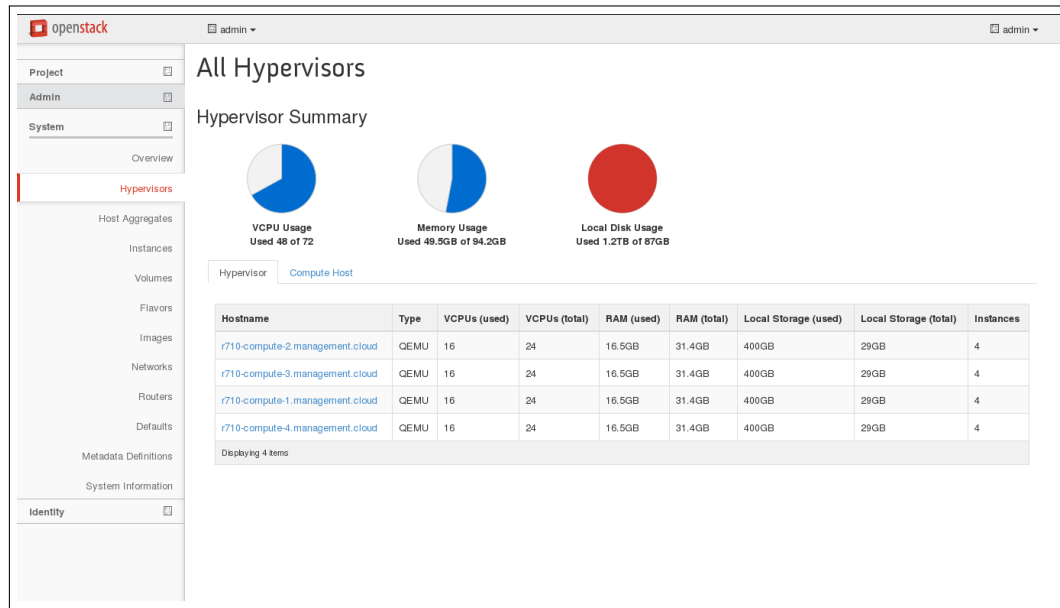 openstack
admin
admin
Project
Admin
System
Overview
Hypervisors
Host Aggregates
Instances
Volumes
Flavors
Images
Networks
Routers
Defaults
Metadata Definitions
System Information
Identity
All Hypervisors
Hypervisor Summary
VCPU Usage
Used 48 of 72
Memory Usage
Used 49.5GB of 94.2GB
Local Disk Usage
Used 1.2TB of 87GB
Hypervisor Compute Host
Hostname Type VCPUs (used) VCPUs (total) RAM (used) RAM (total) Local Storage (used) Local Storage (total) Instances
r710-compute-2.management.cloud QEMU 16 24 16.5GB 31.4GB 400GB 29GB 4
r710-compute-3.management.cloud QEMU 16 24 16.5GB 31.4GB 400GB 29GB 4
r710-compute-1.management.cloud QEMU 16 24 16.5GB 31.4GB 400GB 29GB 4
r710-compute-4.management.cloud QEMU 16 24 16.5GB 31.4GB 400GB 29GB 4
Displaying 4 items